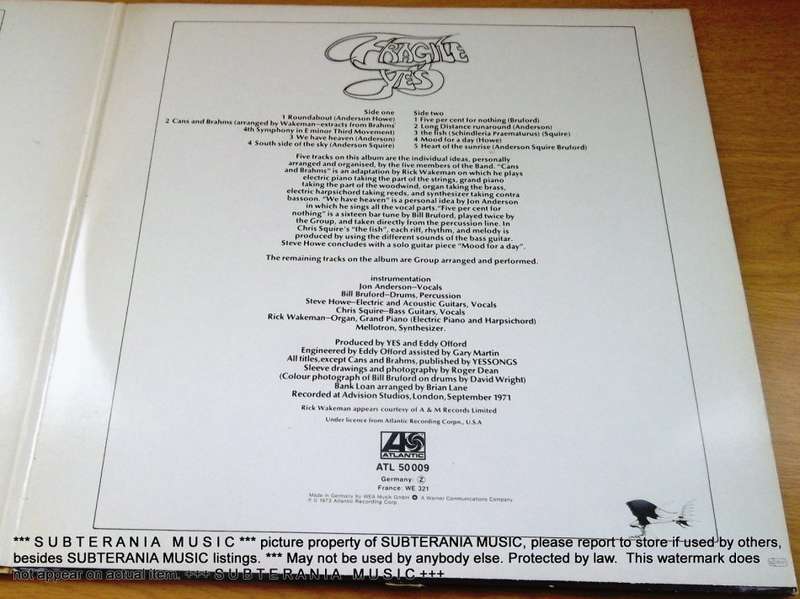 FRAGILE
YES
Side one
1 Roundabout (Anderson Howe)
2 Cans and Brahms (arranged by Wakeman-extracts from Brahms'
4th Symphony in E minor Third Movement)
3 We have heaven (Anderson)
4 South side of the sky (Anderson Squire)
Side two
1 Five per cent for nothing (Bruford)
2 Long Distance runaround (Anderson)
3 the fish (Schindleria Praematurus) (Squire)
4 Mood for a day (Howe)
5 Heart of the sunrise (Anderson Squire Bruford)
Five tracks on this album are the individual ideas, personally
arranged and organised, by the five members of the Band. "Cans
and Brahms" is an adaptation by Rick Wakeman on which he plays
electric piano taking the part of the strings, grand piano
taking the part of the woodwind, organ taking the brass,
electric harpsichord taking reeds, and synthesizer taking contra
bassoon. "We have heaven" is a personal idea by Jon Anderson
in which he sings all the vocal parts. "Five per cent for
nothing" is a sixteen bar tune by Bill Bruford, played twice by
the Group, and taken directly from the percussion line. In
Chris Squire's "the fish", each riff, rhythm, and melody is
produced by using the different sounds of the bass guitar.
Steve Howe concludes with a solo guitar piece "Mood for a day".
The remaining tracks on the album are Group arranged and performed.
instrumentation
Jon Anderson-Vocals
Bill Bruford-Drums, Percussion
Steve Howe-Electric and Acoustic Guitars, Vocals
Chris Squire-Bass Guitars, Vocals
Rick Wakeman-Organ, Grand Piano (Electric Piano and Harpsichord)
Mellotron, Synthesizer.
Produced by YES and Eddy Offord
Engineered by Eddy Offord assisted by Gary Martin
All titles, except Cans and Brahms, published by YESSONGS
Sleeve drawings and photography by Roger Dean
(Colour photograph of Bill Bruford on drums by David Wright)
Bank Loan arranged by Brian Lane
Recorded at Advision Studios, London, September 1971
Rick Wakeman appears courtesy of A & M Records Limited
Under licence from Atlantic Recording Corpn., U.S.A
ATLANTIC
ATL 50 009
Germany: Z
France: WE 321
Made in Germany by WEA Musik GmbH A Warner Communications Company
℗ © 1973 Atlantic Recording Corp.
*** S U B T E R A N I A   M U S I C *** picture property of SUBTERANIA MUSIC, please report to store if used by others,
besides SUBTERANIA MUSIC listings. *** May not be used by anybody else. Protected by law. This watermark does
not appear on actual item. +++ S U B T E R A N I A   M U S I C +++